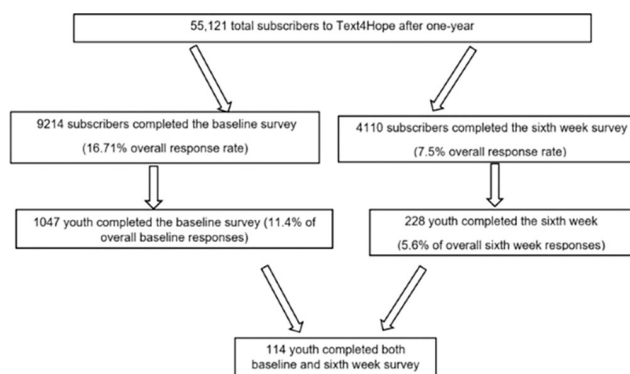 55,121 total subscribers to Text4Hope after one-year
9214 subscribers completed the baseline survey
(16.71% overall response rate)
4110 subscribers completed the sixth week survey
(7.5% overall response rate)
1047 youth completed the baseline survey (11.4% of
overall baseline responses)
228 youth completed the sixth week
(5.6% of overall sixth week responses)
114 youth completed both
baseline and sixth week survey